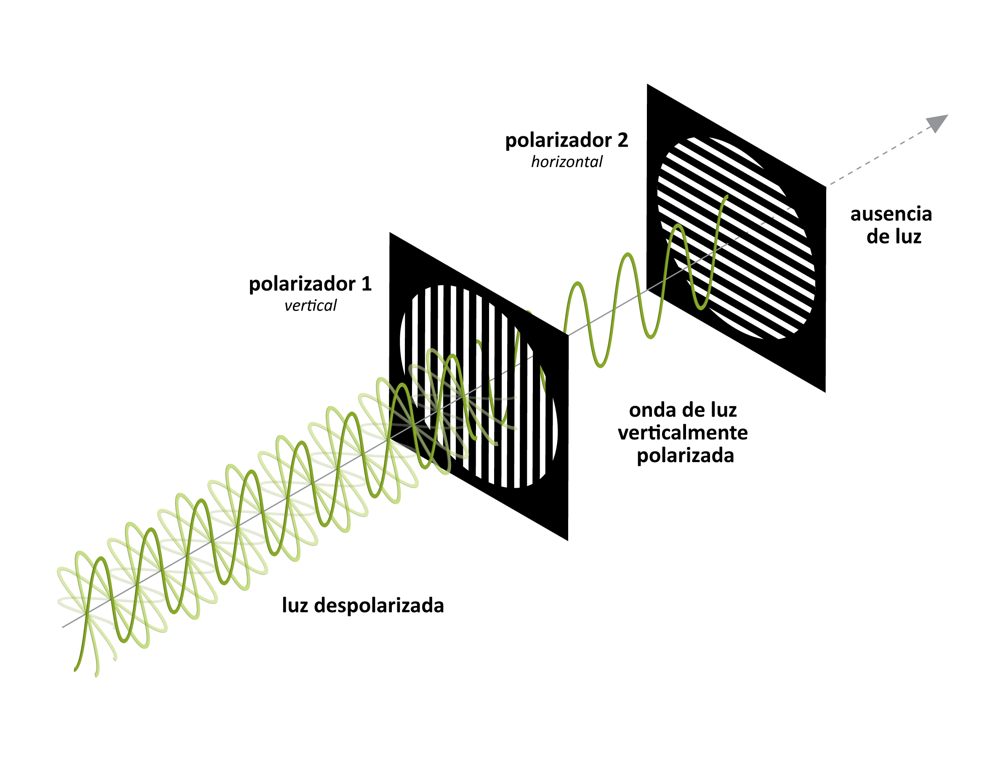 polarizador 2
horizontal
ausencia
de luz
polarizador 1
vertical
onda de luz
verticalmente
polarizada
luz despolarizada